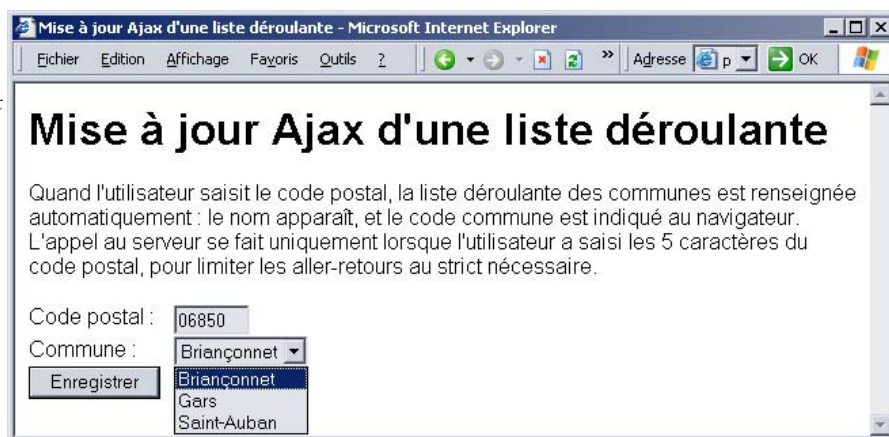 Mise à jour Ajax d'une liste déroulante - Microsoft Internet Explorer
Fichier Edition Affichage Favoris Outils ? » Adresse p OK
Mise à jour Ajax d'une liste déroulante
Quand l'utilisateur saisit le code postal, la liste déroulante des communes est renseignée
automatiquement : le nom apparaît, et le code commune est indiqué au navigateur.
L'appel au serveur se fait uniquement lorsque l'utilisateur a saisi les 5 caractères du
code postal, pour limiter les aller-retours au strict nécessaire.
Code postal : 06850
Commune : Briançonnet
Enregistrer
Briançonnet
Gars
Saint-Auban